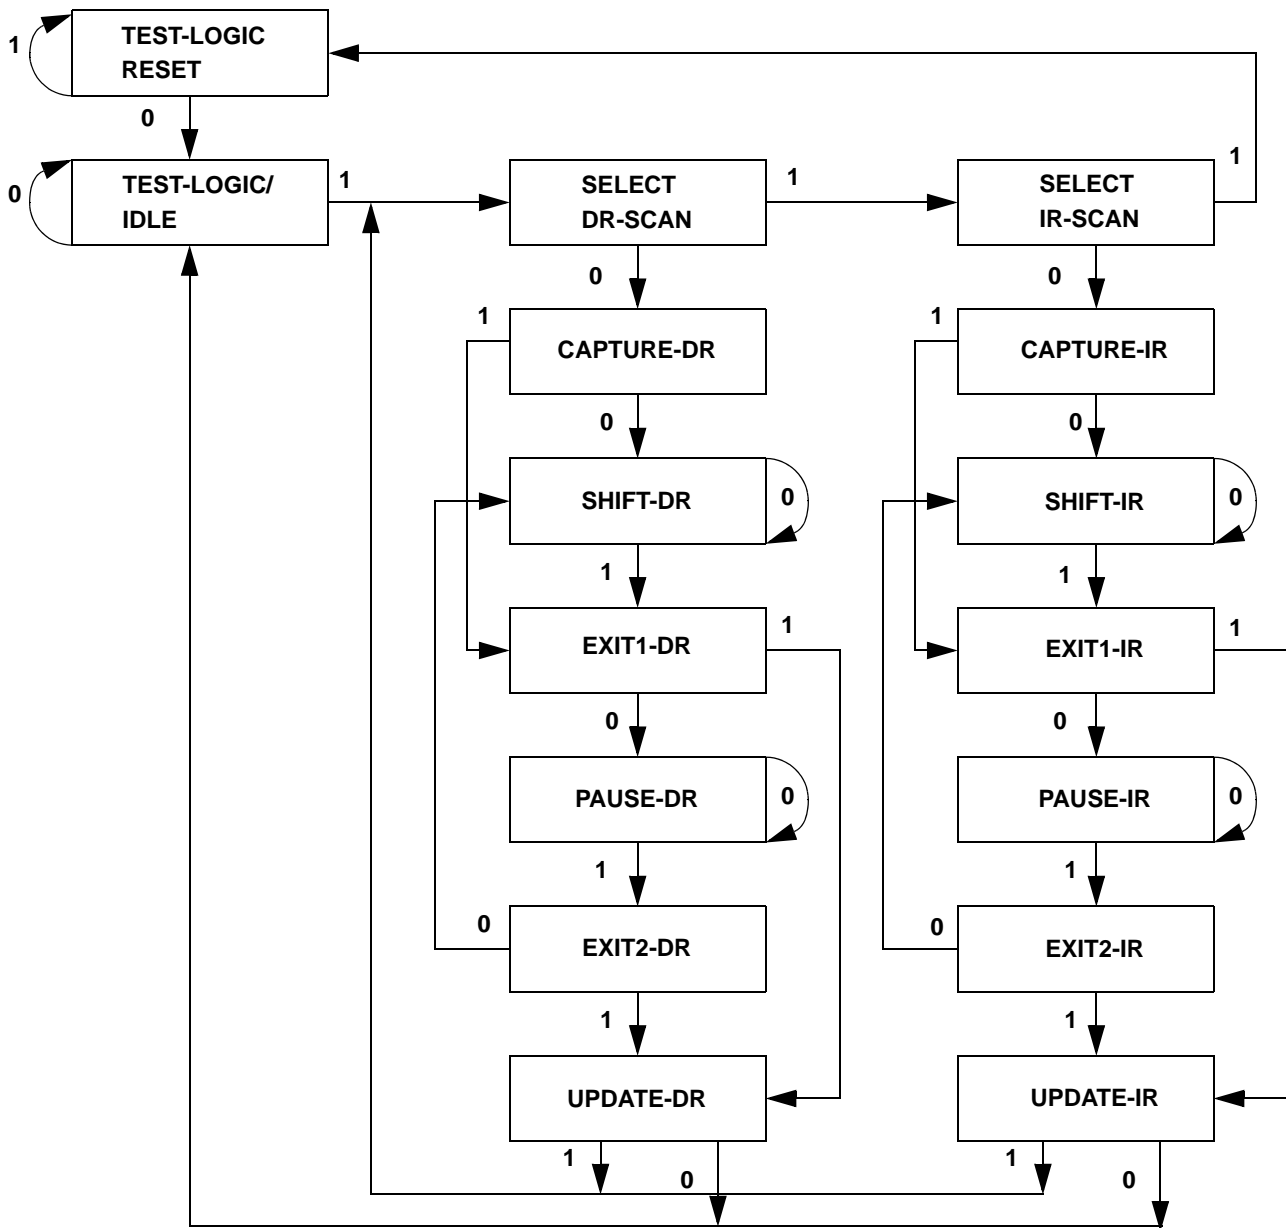 1
TEST-LOGIC
RESET
0
0
TEST-LOGIC/
IDLE
1
SELECT
DR-SCAN
1
SELECT
IR-SCAN
1
0
0
1
CAPTURE-DR
1
CAPTURE-IR
0
0
SHIFT-DR
0
SHIFT-IR
0
1
1
EXIT1-DR
1
EXIT1-IR
1
0
0
PAUSE-DR
0
PAUSE-IR
0
1
1
0
EXIT2-DR
0
EXIT2-IR
1
1
UPDATE-DR
UPDATE-IR
1
0
1
0